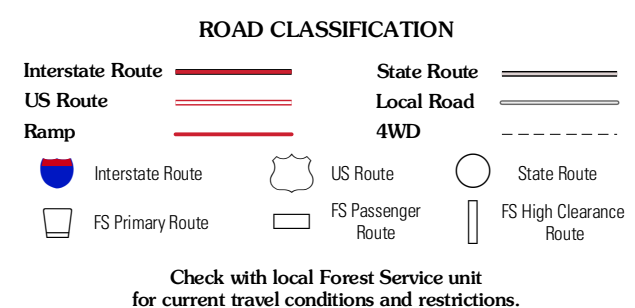 ROAD CLASSIFICATION
Interstate Route
State Route
US Route
Local Road
Ramp
4WD
Interstate Route
US Route
State Route
FS Primary Route
FS Passenger
Route
FS High Clearance
Route
Check with local Forest Service unit
for current travel conditions and restrictions.